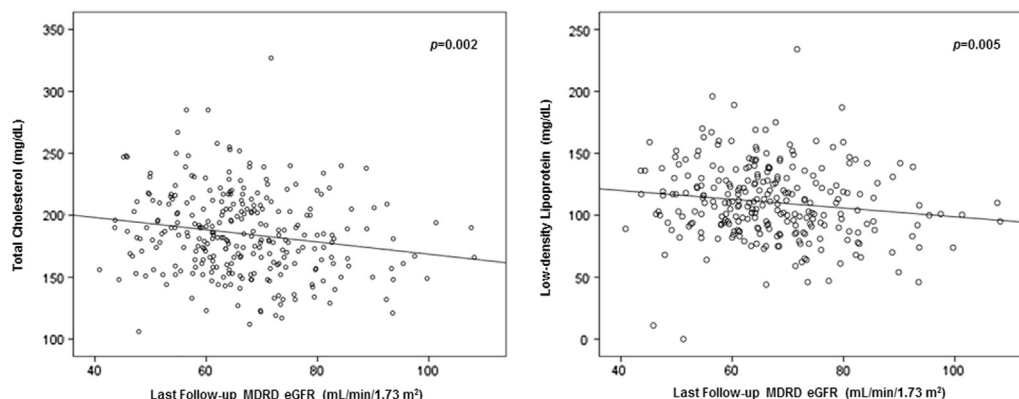 350
300
250
200
150
100
Total Cholesterol (mg/dL)
p=0.002
40 60 80 100
Last Follow-up MDRD eGFR (mL/min/1.73 m²)
250
200
150
100
50
0
Low-density Lipoprotein (mg/dL)
p=0.005
40 60 80 100
Last Follow-up MDRD eGFR (mL/min/1.73 m²)